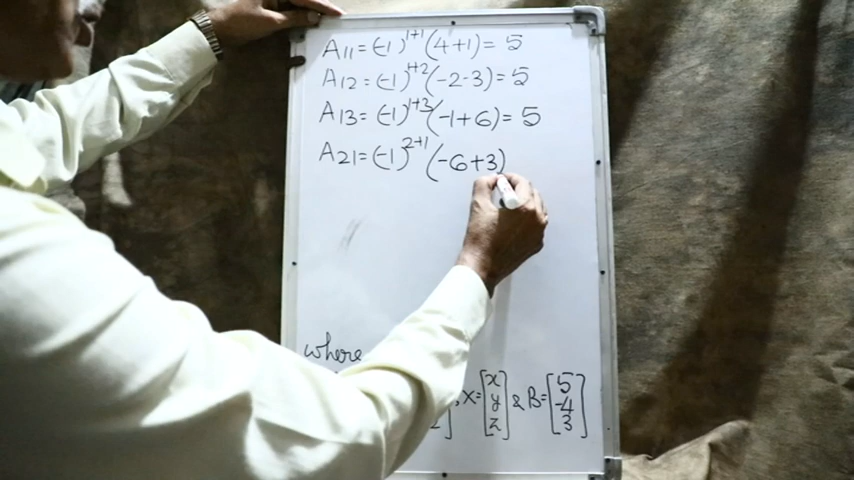 A11=(-1)^1+1(4+1)=5
A12=(-1)^1+2(-2-3)=5
A13=(-1)^1+3(-1+6)=5
A21=(-1)^2+1(-6+3)
where
, X=[x y z] & B=[5 -4 3]